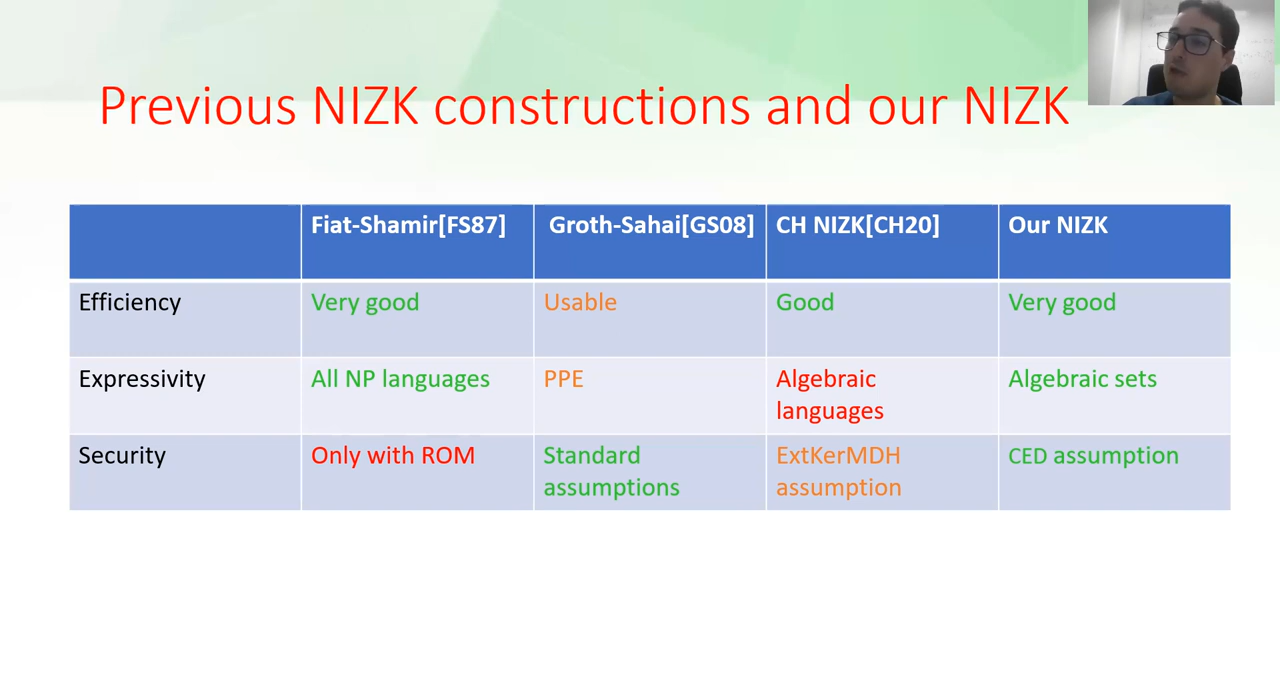 Previous NIZK constructions and our NIZK
Fiat-Shamir[FS87] Groth-Sahai[GS08] CH NIZK[CH20] Our NIZK
Efficiency Very good Usable Good Very good
Expressivity All NP languages PPE Algebraic languages Algebraic sets
Security Only with ROM Standard assumptions ExtKerMDH assumption CED assumption